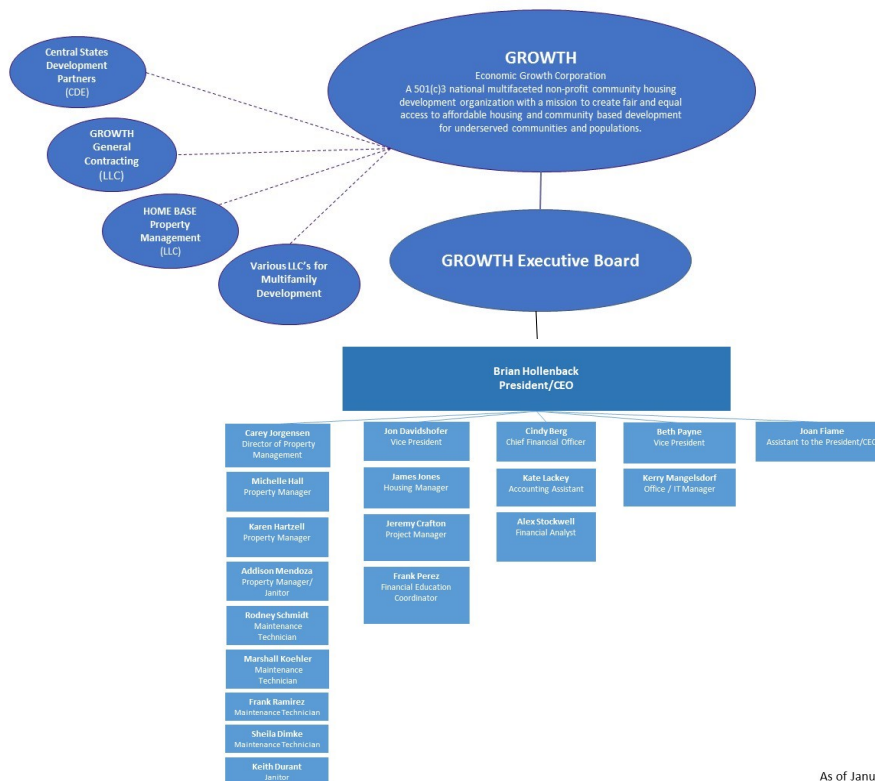 GROWTH
Economic Growth Corporation
A 501(c)3 national multifaceted non-profit community housing
development organization with a mission to create fair and equal
access to affordable housing and community based development
for underserved communities and populations.
Central States
Development
Partners
(CDE)
GROWTH
General
Contracting
(LLC)
HOME BASE
Property
Management
(LLC)
Various LLC's for
Multifamily
Development
GROWTH Executive Board
Brian Hollenback
President/CEO
Carey Jorgensen
Director of Property
Management
Michelle Hall
Property Manager
Karen Hartzell
Property Manager
Addison Mendoza
Property Manager/
Janitor
Rodney Schmidt
Maintenance
Technician
Marshall Koehler
Maintenance
Technician
Frank Ramirez
Maintenance Technician
Sheila Dimke
Maintenance Technician
Keith Durant
Janitor
Jon Davidshofer
Vice President
James Jones
Housing Manager
Jeremy Crafton
Project Manager
Frank Perez
Financial Education
Coordinator
Cindy Berg
Chief Financial Officer
Kate Lackey
Accounting Assistant
Alex Stockwell
Financial Analyst
Beth Payne
Vice President
Kerry Mangelsdorf
Office / IT Manager
Joan Fiame
Assistant to the President/CEO
As of Janu